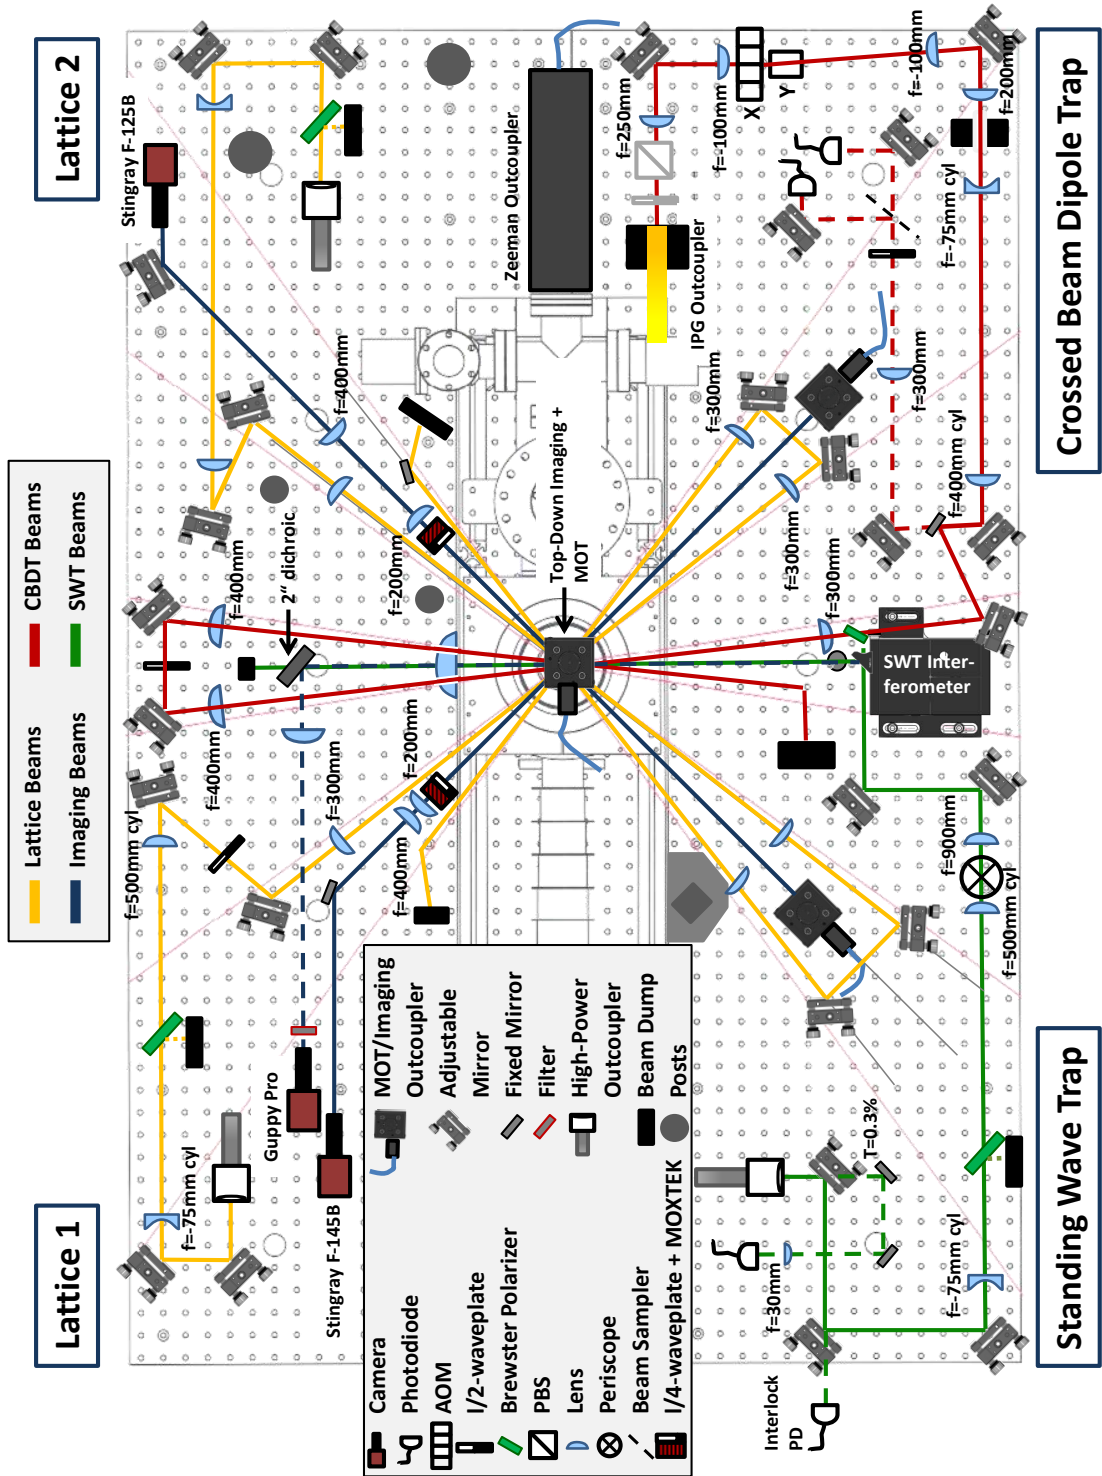 Lattice 1
Lattice 2
Lattice Beams
CBDT Beams
Imaging Beams
SWT Beams
Stingray F-125B
f=500mm cyl
f=400mm
2“ dichroic
f=400mm
f=400mm
f=-75mm cyl
Guppy Pro
Stingray F-145B
f=300mm
f=200mm
f=400mm
f=200mm
Zeeman Outcoupler
Top-Down Imaging +
MOT
IPG Outcoupler
f=250mm
f=-100mm
X
Y
f=-100mm
f=200mm
f=-75mm cyl
f=300mm
f=300mm
f=300mm
f=300mm
f=400mm cyl
SWT Inter-
ferometer
f=900mm
f=500mm cyl
T=0.3%
f=30mm
f=-75mm cyl
Interlock
PD
Camera
Photodiode
AOM
l/2-waveplate
Brewster Polarizer
PBS
Lens
Periscope
Beam Sampler
l/4-waveplate + MOXTEK
MOT/Imaging
Outcoupler
Adjustable
Mirror
Fixed Mirror
Filter
High-Power
Outcoupler
Beam Dump
Posts
Standing Wave Trap
Crossed Beam Dipole Trap